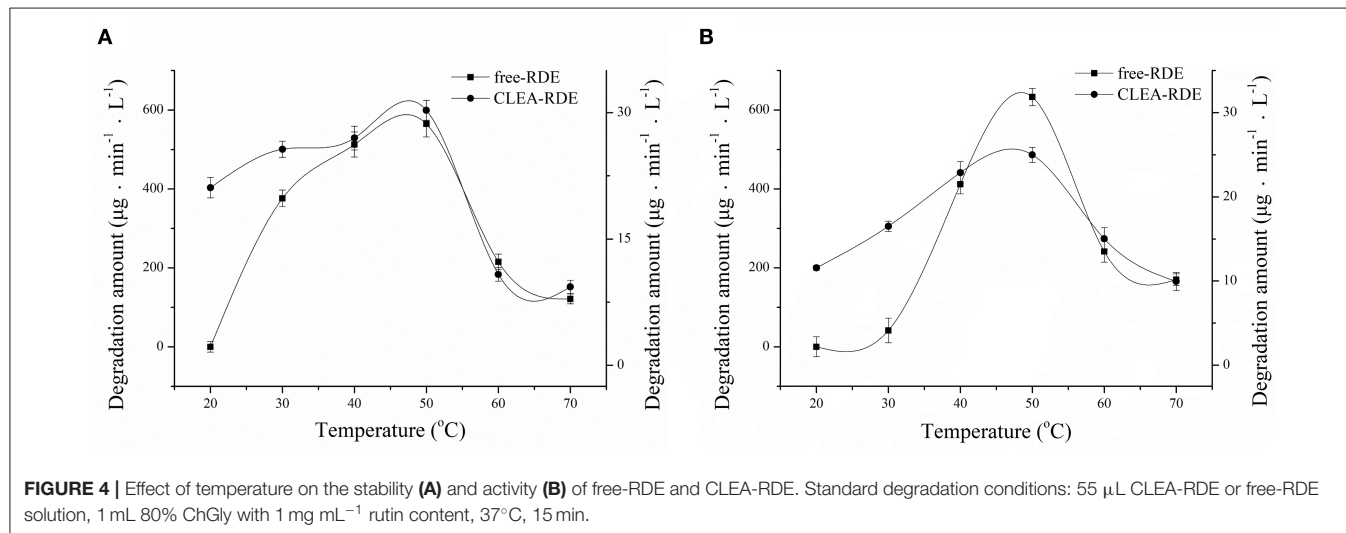 A
free-RDE
CLEA-RDE
Degradation amount (µg · min⁻¹ · L⁻¹)
600
400
200
0
30
15
0
Degradation amount (µg · min⁻¹ · L⁻¹)
20 30 40 50 60 70
Temperature (°C)
B
free-RDE
CLEA-RDE
Degradation amount (µg · min⁻¹ · L⁻¹)
600
400
200
0
30
20
10
0
Degradation amount (µg · min⁻¹ · L⁻¹)
20 30 40 50 60 70
Temperature (°C)
FIGURE 4 | Effect of temperature on the stability (A) and activity (B) of free-RDE and CLEA-RDE. Standard degradation conditions: 55 µL CLEA-RDE or free-RDE
solution, 1 mL 80% ChGly with 1 mg mL⁻¹ rutin content, 37°C, 15 min.